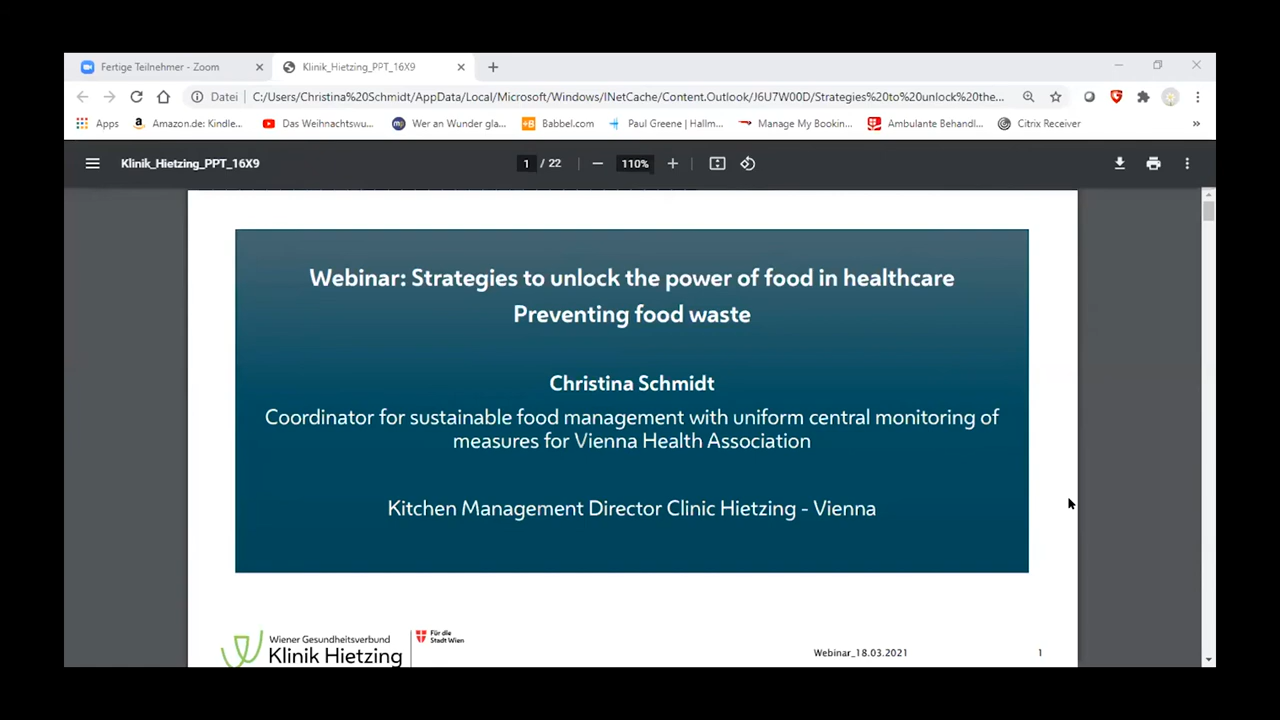 Fertige Teilnehmer - Zoom
Klinik_Hietzing_PPT_16X9
Datei
C:/Users/Christina%20Schmidt/AppData/Local/Microsoft/Windows/INetCache/Content.Outlook/J6U7W00D/Strategies%20to%20unlock%20the...
Apps
Amazon.de: Kindle...
Das Weihnachtswu...
Wer an Wunder gla...
Babbel.com
Paul Greene | Hallm...
Manage My Bookin...
Ambulante Behandl...
Citrix Receiver
»
Klinik_Hietzing_PPT_16X9
1 / 22
110%
Webinar: Strategies to unlock the power of food in healthcare
Preventing food waste
Christina Schmidt
Coordinator for sustainable food management with uniform central monitoring of
measures for Vienna Health Association
Kitchen Management Director Clinic Hietzing - Vienna
Wiener Gesundheitsverbund
Klinik Hietzing
Für die
Stadt Wien
Webinar_18.03.2021
1